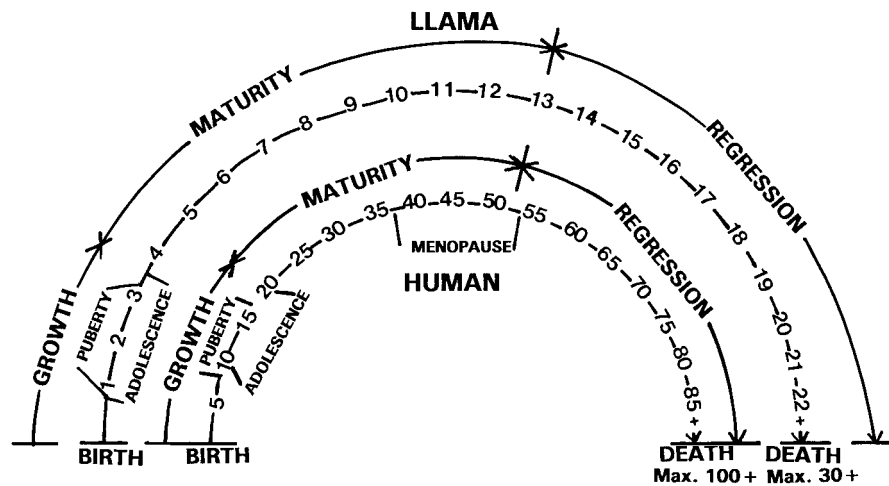 LLAMA
GROWTH
MATURITY
REGRESSION
1 2 3 4 5 6 7 8 9 10 11 12 13 14 15 16 17 18 19 20 21 22 +
PUBERTY
ADOLESCENCE
BIRTH
DEATH
Max. 30+
GROWTH
MATURITY
REGRESSION
5 10 15 20 25 30 35 40 45 50 55 60 65 70 75 80 85 +
PUBERTY
ADOLESCENCE
MENOPAUSE
HUMAN
BIRTH
DEATH
Max. 100+